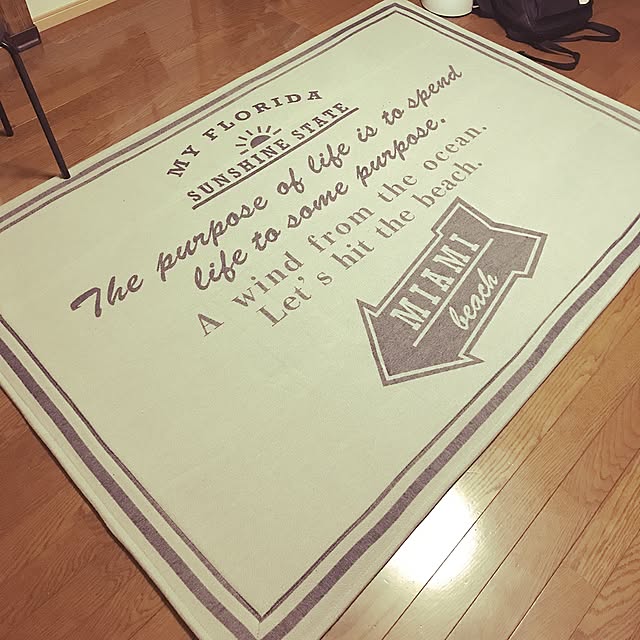 MY FLORIDA
SUNSHINE STATE
The purpose of life is to spend
life to some purpose.
A wind from the ocean.
Let's hit the beach.
MIAMI
beach